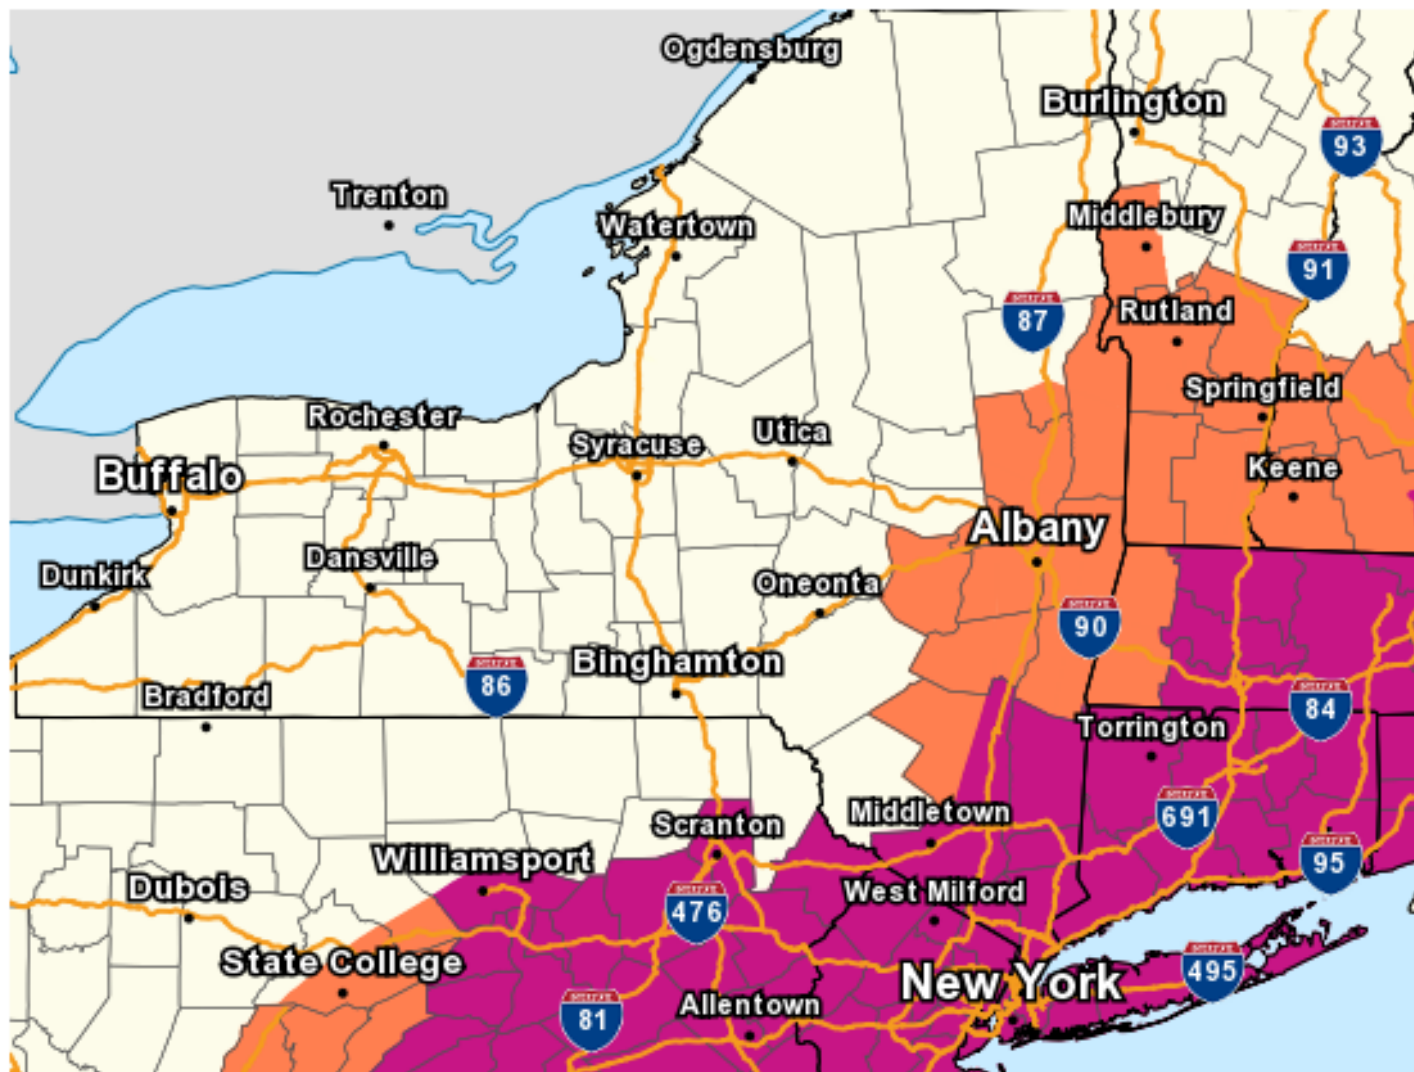 Ogdensburg
Burlington
93
Trenton
Watertown
Middlebury
91
87
Rutland
Springfield
Rochester
Syracuse
Utica
Keene
Buffalo
Albany
Dansville
Dunkirk
Oneonta
90
Binghamton
86
Bradford
84
Torrington
Middletown
Scranton
691
Williamsport
95
Dubois
West Milford
476
State College
New York
495
Allentown
81